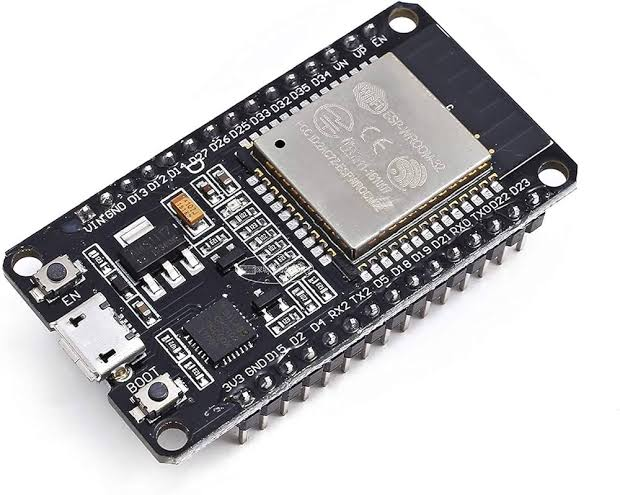 EN
VP
VN
D34
D35
D32
D33
D25
D26
D27
D14
D12
D13
GND
VIN
WiFi
ESP-WROOM-32
CE
EN
BOOT
3V3
GND
D15
D2
D4
RX2
TX2
D5
D18
D19
D21
RX0
TX0
D22
D23